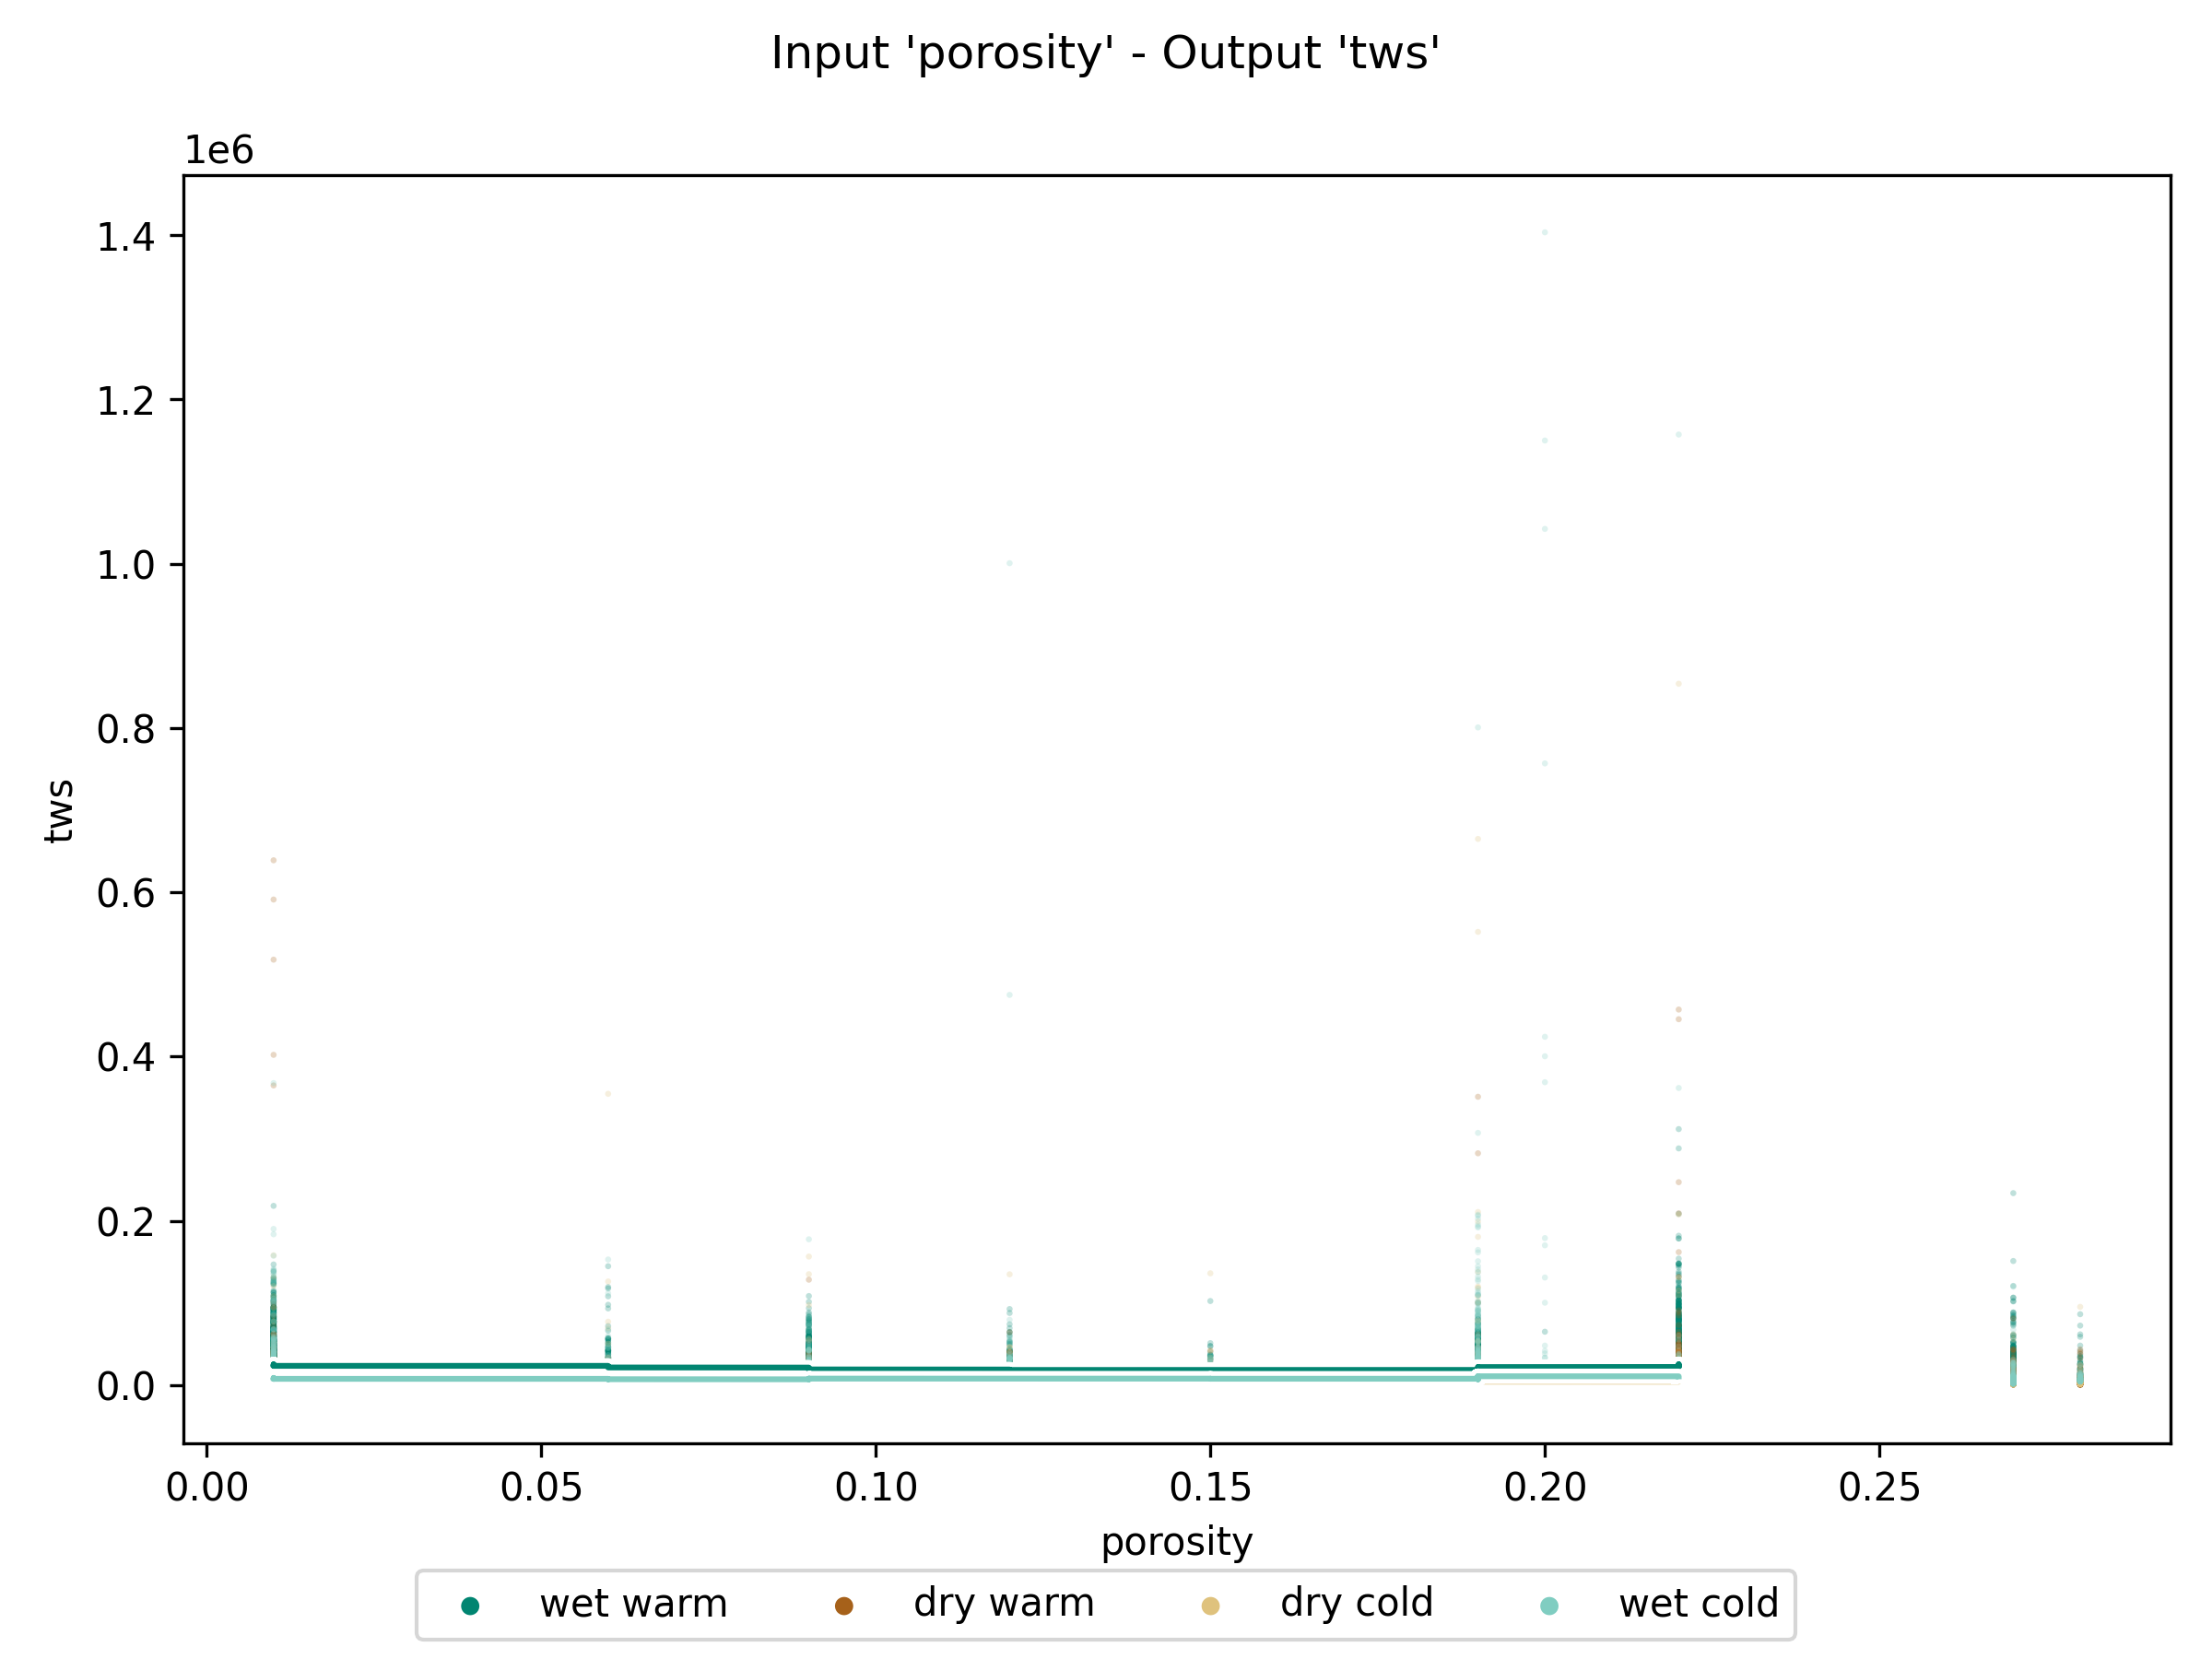 Input 'porosity' - Output 'tws'
1e6
1.4
1.2
1.0
0.8
0.6
0.4
0.2
0.0
tws
0.00 0.05 0.10 0.15 0.20 0.25
porosity
wet warm dry warm dry cold wet cold